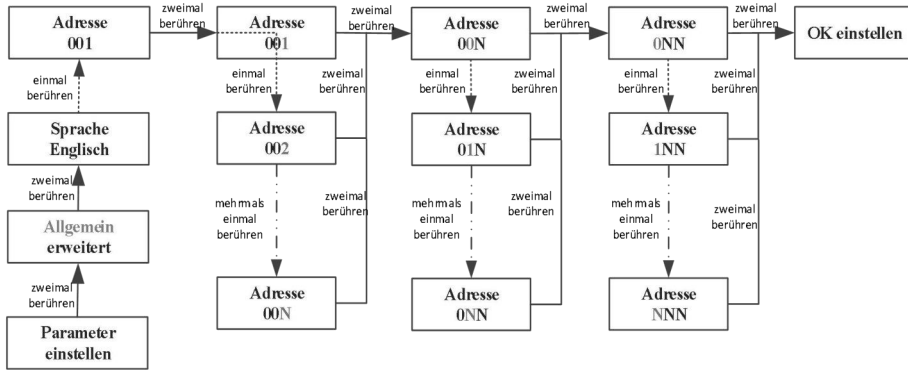 Adresse
001
zweimal
berühren
Adresse
001
zweimal
berühren
Adresse
00N
zweimal
berühren
Adresse
0NN
zweimal
berühren
OK einstellen
einmal
berühren
einmal
berühren
zweimal
berühren
einmal
berühren
zweimal
berühren
einmal
berühren
zweimal
berühren
Sprache
Englisch
Adresse
002
Adresse
01N
Adresse
1NN
zweimal
berühren
mehrmals
einmal
berühren
zweimal
berühren
mehrmals
einmal
berühren
zweimal
berühren
mehrmals
einmal
berühren
zweimal
berühren
Allgemein
erweitert
zweimal
berühren
Adresse
00N
Adresse
0NN
Adresse
NNN
Parameter
einstellen